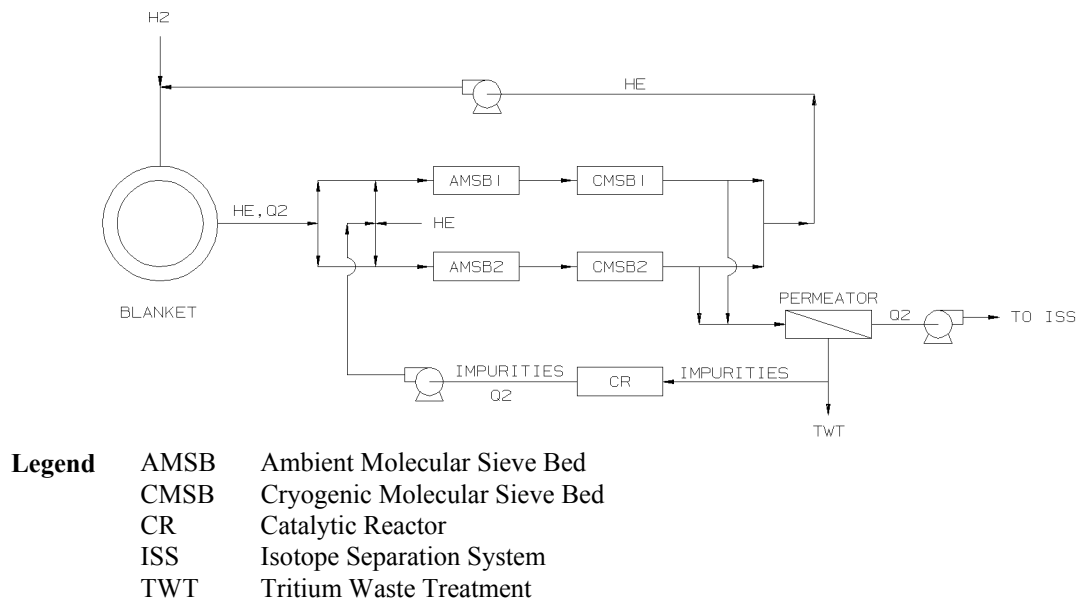 H2
HE
AMSB1 CMSB1
HE,Q2
HE
AMSB2 CMSB2
BLANKET
PERMEATOR
Q2
TO ISS
IMPURITIES
Q2
CR
IMPURITIES
TWT
Legend AMSB Ambient Molecular Sieve Bed
CMSB Cryogenic Molecular Sieve Bed
CR Catalytic Reactor
ISS Isotope Separation System
TWT Tritium Waste Treatment